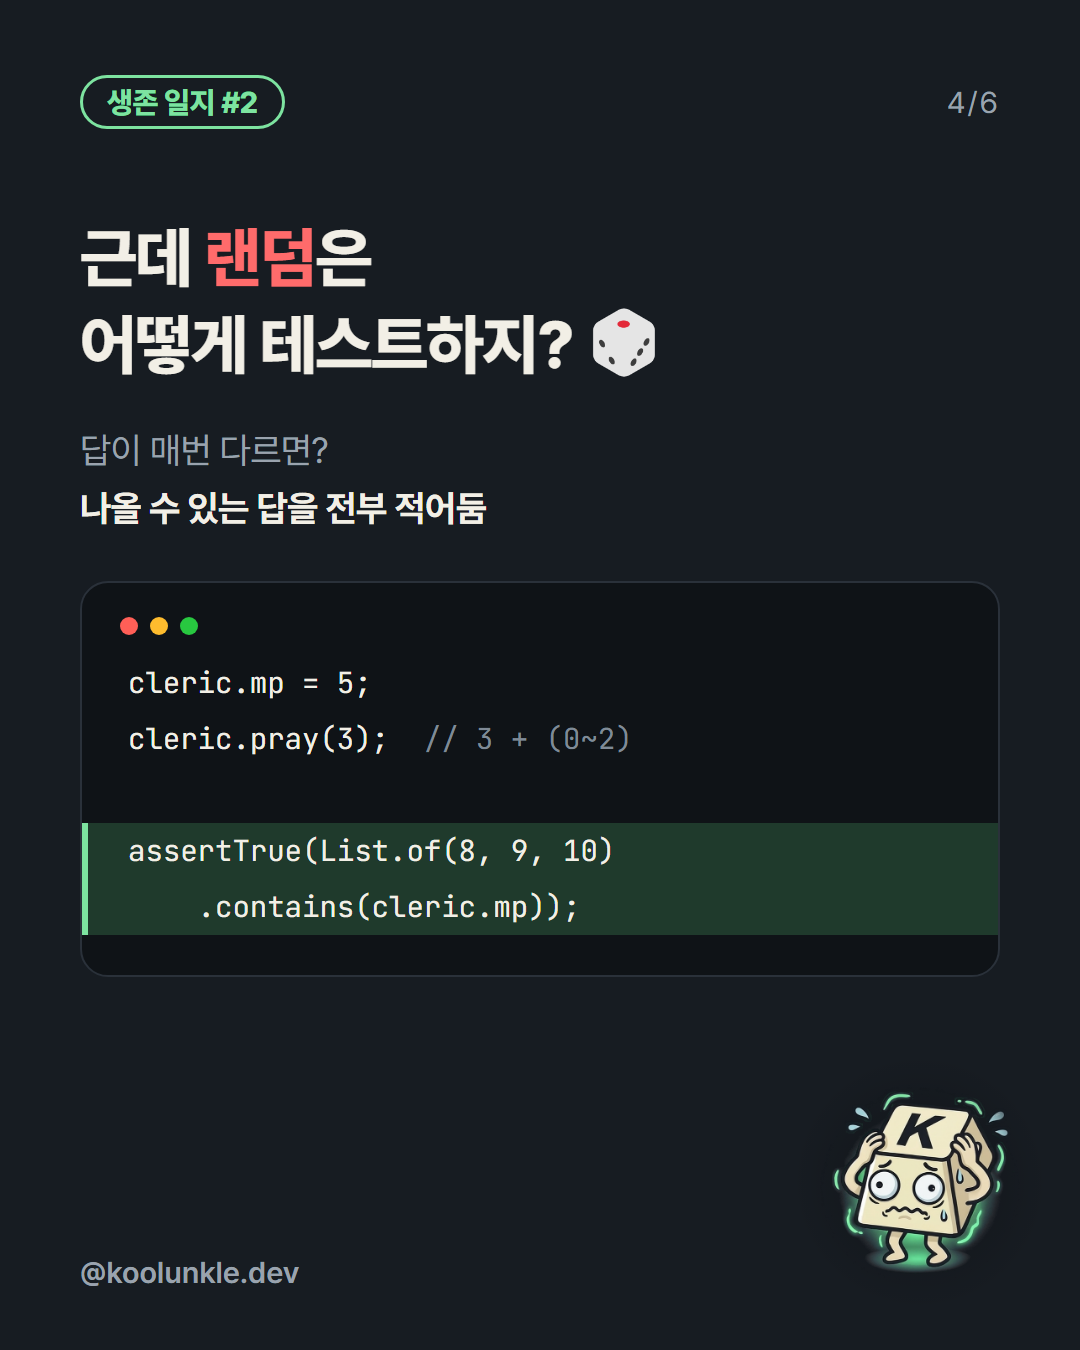 생존 일지 #2
4/6
근데 랜덤은
어떻게 테스트하지?
답이 매번 다르면?
나올 수 있는 답을 전부 적어둠
cleric.mp = 5;
cleric.pray(3);  // 3 + (0~2)
assertTrue(List.of(8, 9, 10)
    .contains(cleric.mp));
K
@koolunkle.dev